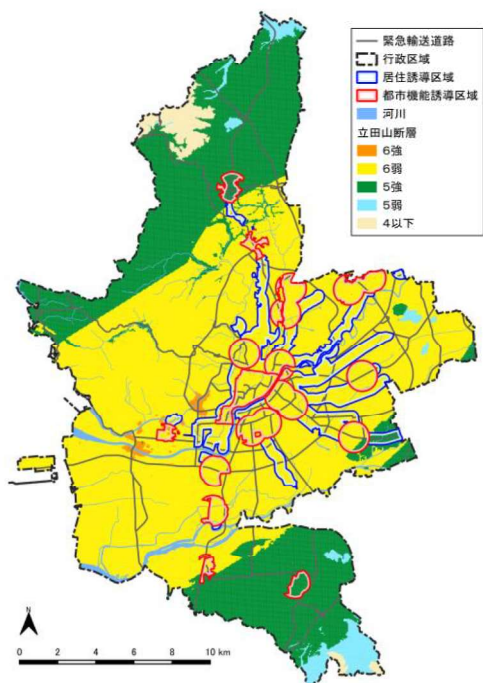 緊急輸送道路
行政区域
居住誘導区域
都市機能誘導区域
河川
立田山断層
6強
6弱
5強
5弱
4以下
N
0 2 4 6 8 10 km